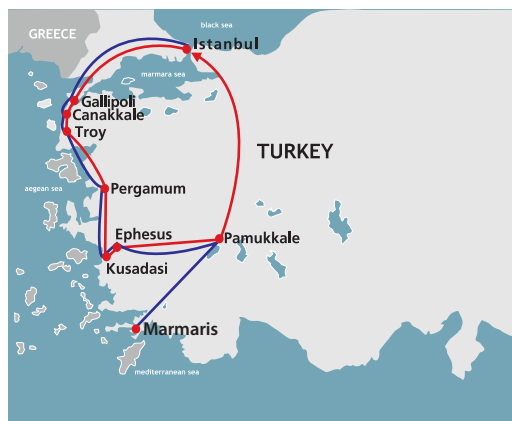 black sea
GREECE
Istanbul
marmara sea
Gallipoli
Canakkale
Troy
TURKEY
aegean sea
Pergamum
Ephesus
Pamukkale
Kusadasi
Marmaris
mediterranean sea